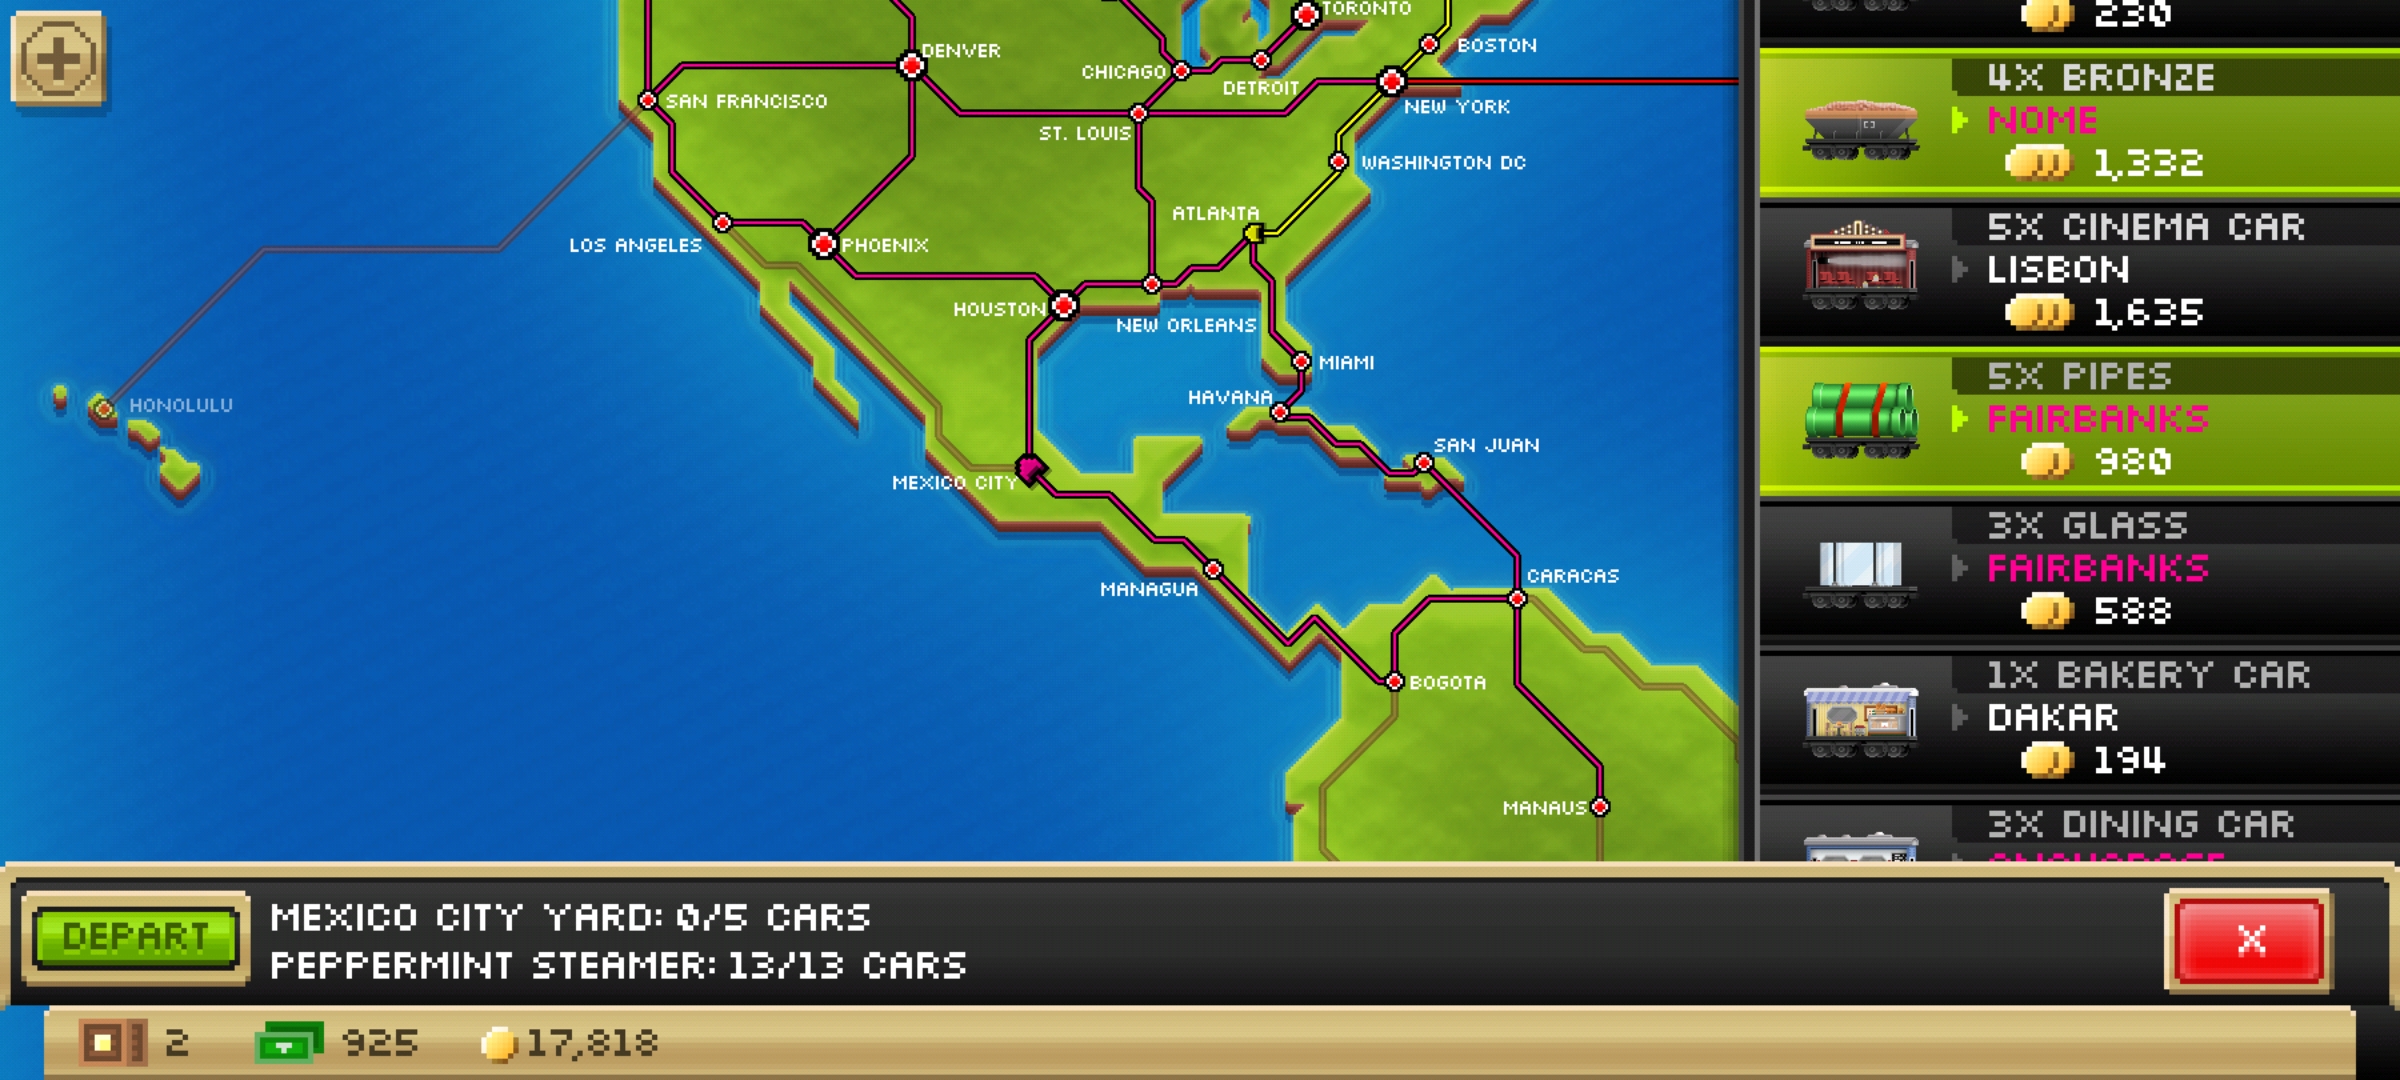 TORONTO
DENVER
BOSTON
CHICAGO
DETROIT
SAN FRANCISCO
NEW YORK
ST. LOUIS
WASHINGTON DC
ATLANTA
LOS ANGELES
PHOENIX
HOUSTON
NEW ORLEANS
MIAMI
HAVANA
HONOLULU
SAN JUAN
MEXICO CITY
CARACAS
MANAGUA
BOGOTA
MANAUS
230
4X BRONZE
NOME
1,332
5X CINEMA CAR
LISBON
1,635
5X PIPES
FAIRBANKS
980
3X GLASS
FAIRBANKS
588
1X BAKERY CAR
DAKAR
194
3X DINING CAR
DEPART
MEXICO CITY YARD: 0/5 CARS
PEPPERMINT STEAMER: 13/13 CARS
X
2
925
17,818